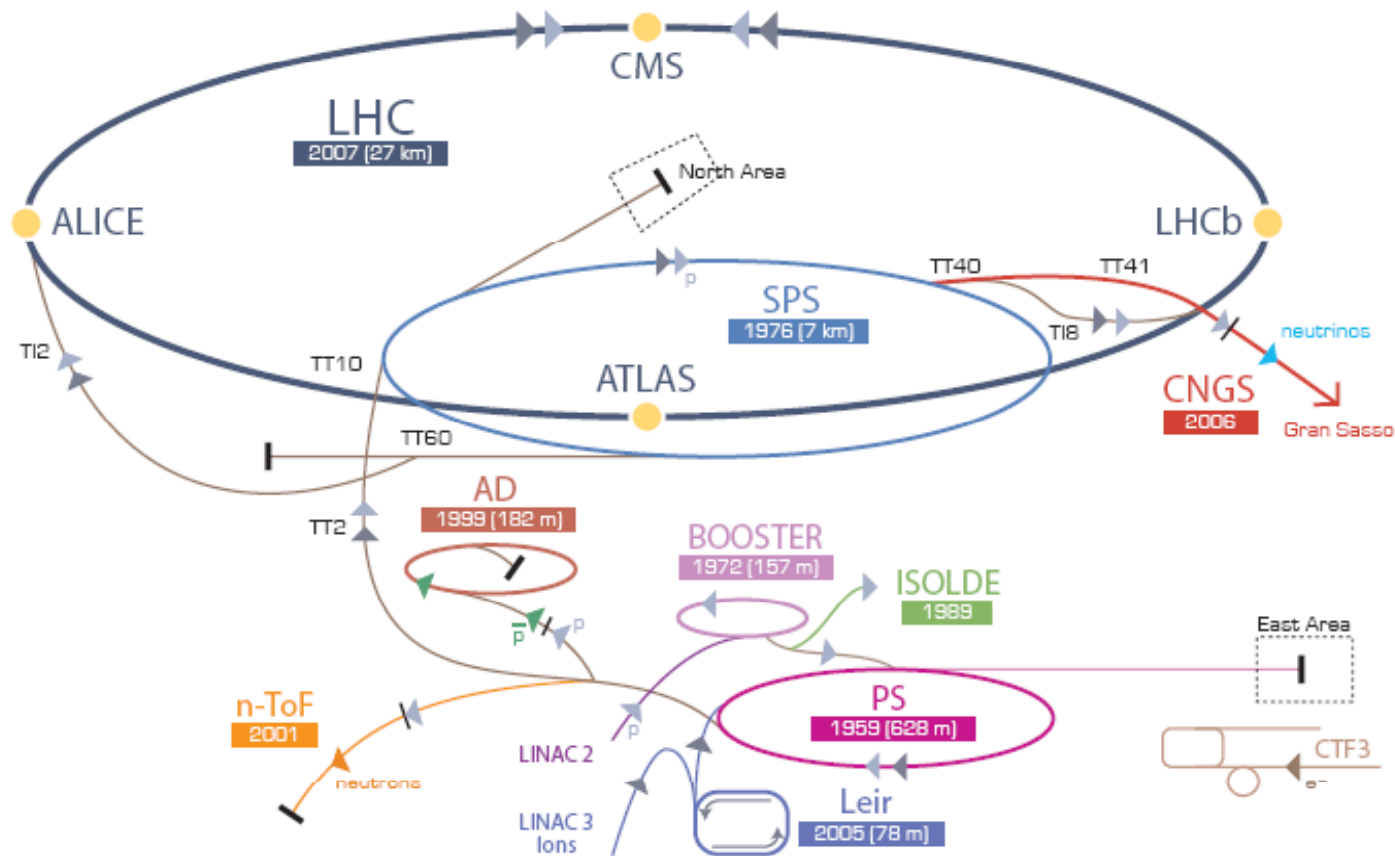 CMS
LHC
2007 (27 km)
North Area
ALICE
LHCb
TT40
TT41
p
SPS
1976 (7 km)
TI8
neutrinos
TI2
TT10
ATLAS
CNGS
2006
Gran Sasso
TT60
AD
1999 (182 m)
TT2
BOOSTER
1972 (157 m)
ISOLDE
1989
East Area
p̅
p
n-ToF
2001
PS
1959 (628 m)
p
LINAC 2
neutrons
CTF3
e⁻
Leir
2005 (78 m)
LINAC 3
Ions